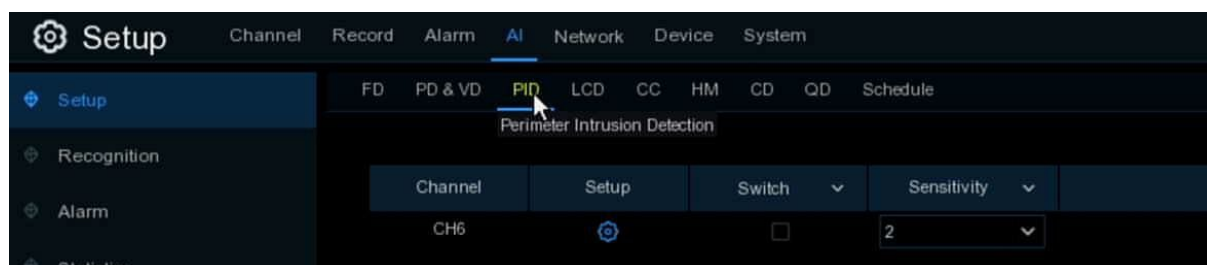 Setup Channel Record Alarm AI Network Device System
Setup FD PD & VD PID LCD CC HM CD QD Schedule
Perimeter Intrusion Detection
Recognition
Channel Setup Switch Sensitivity
Alarm
CH6 2